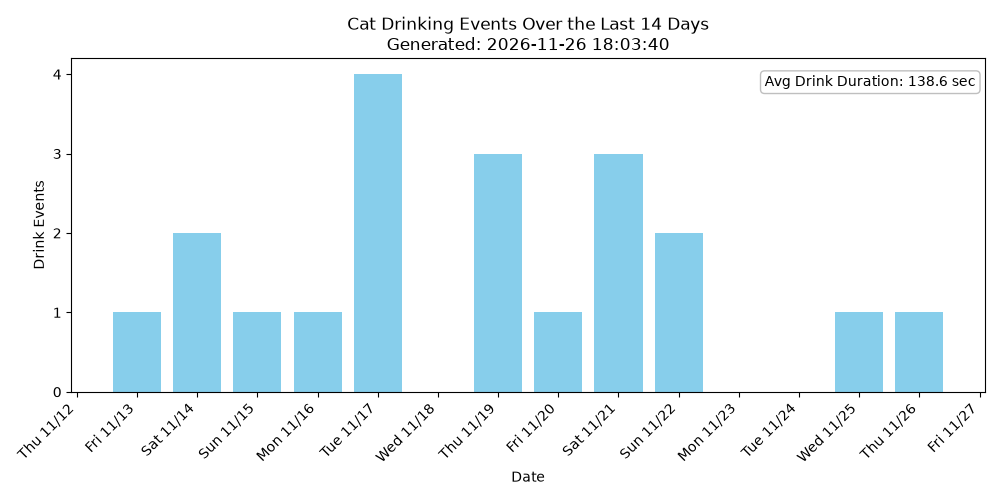 Cat Drinking Events Over the Last 14 Days
Generated: 2026-11-26 18:03:40
Avg Drink Duration: 138.6 sec
Drink Events
4
3
2
1
0
Thu 11/12
Fri 11/13
Sat 11/14
Sun 11/15
Mon 11/16
Tue 11/17
Wed 11/18
Thu 11/19
Fri 11/20
Sat 11/21
Sun 11/22
Mon 11/23
Tue 11/24
Wed 11/25
Thu 11/26
Fri 11/27
Date